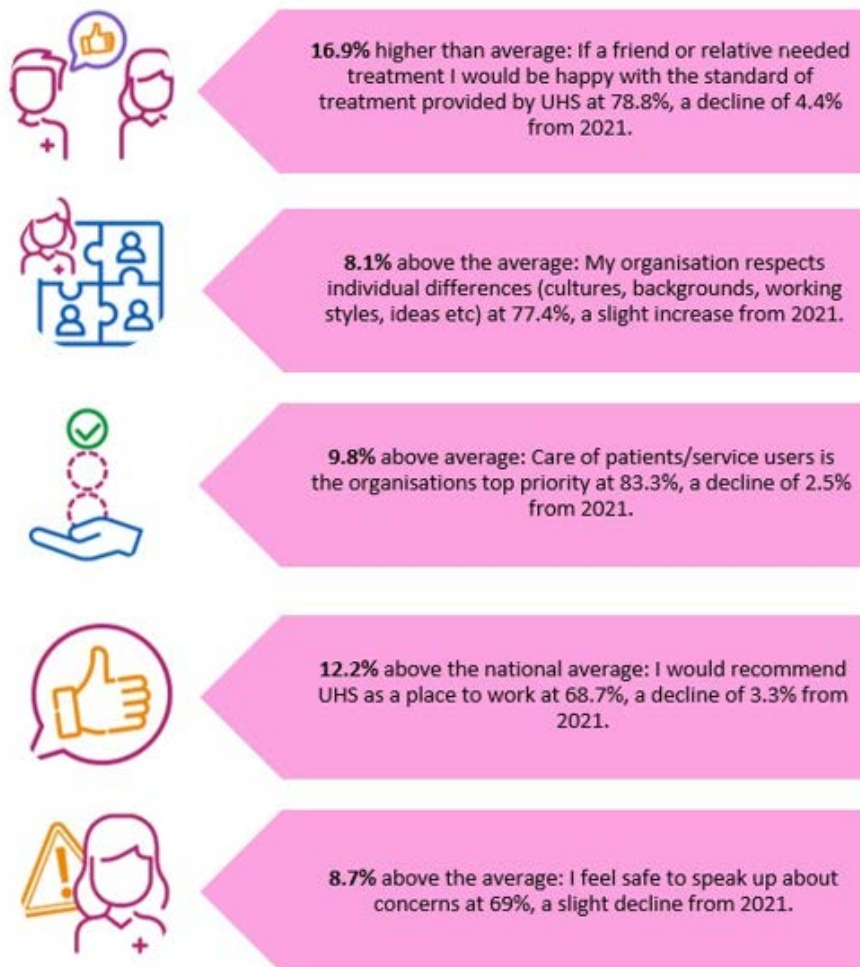 16.9% higher than average: If a friend or relative needed
treatment I would be happy with the standard of
treatment provided by UHS at 78.8%, a decline of 4.4%
from 2021.
8.1% above the average: My organisation respects
individual differences (cultures, backgrounds, working
styles, ideas etc) at 77.4%, a slight increase from 2021.
9.8% above average: Care of patients/service users is
the organisations top priority at 83.3%, a decline of 2.5%
from 2021.
12.2% above the national average: I would recommend
UHS as a place to work at 68.7%, a decline of 3.3% from
2021.
8.7% above the average: I feel safe to speak up about
concerns at 69%, a slight decline from 2021.